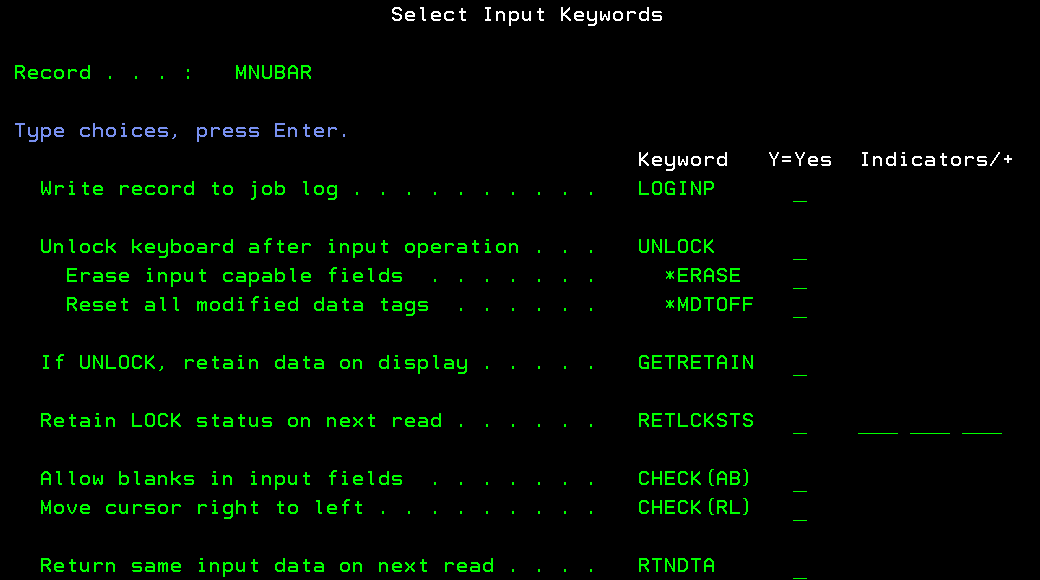 Select Input Keywords
Record . . . :   MNUBAR
Type choices, press Enter.
Keyword   Y=Yes  Indicators/+
Write record to job log . . . . . . . . . .   LOGINP   _
Unlock keyboard after input operation . . .   UNLOCK   _
Erase input capable fields  . . . . . . .   *ERASE   _
Reset all modified data tags  . . . . . .   *MDTOFF   _
If UNLOCK, retain data on display . . . . .   GETRETAIN   _
Retain LOCK status on next read . . . . . .   RETLCKSTS   _   ___ ___ ___
Allow blanks in input fields  . . . . . . .   CHECK(AB)   _
Move cursor right to left . . . . . . . . .   CHECK(RL)   _
Return same input data on next read . . . .   RTNDTA   _